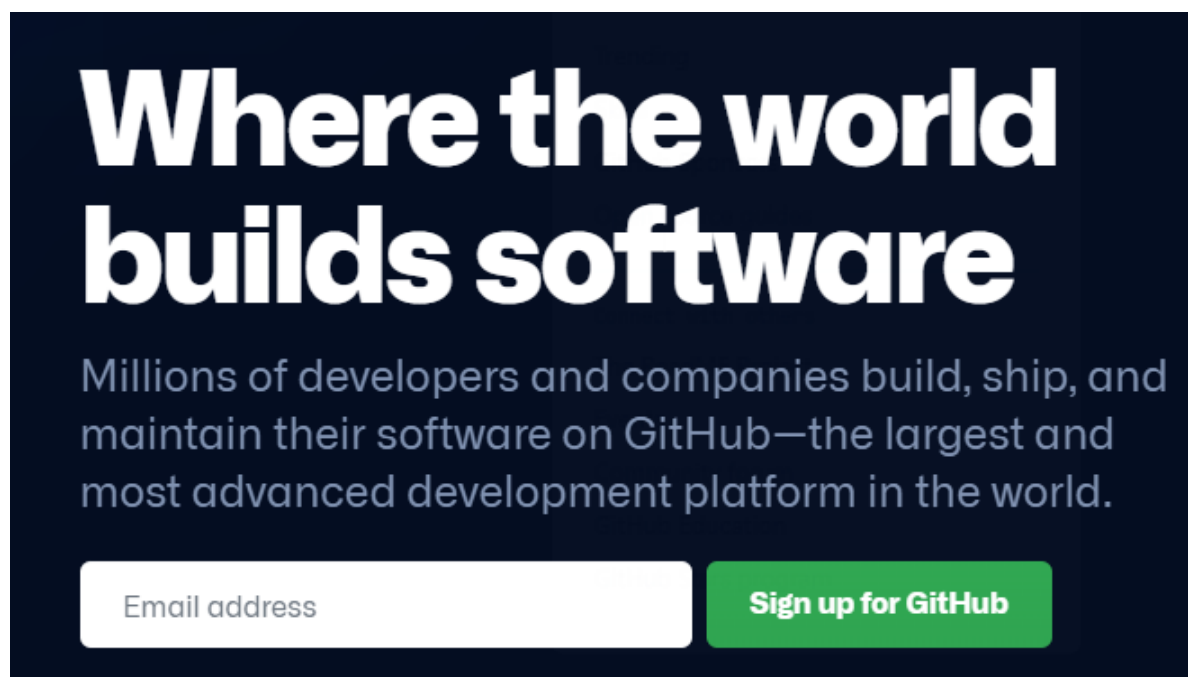 Where the world
builds software
Millions of developers and companies build, ship, and
maintain their software on GitHub—the largest and
most advanced development platform in the world.
Email address
Sign up for GitHub